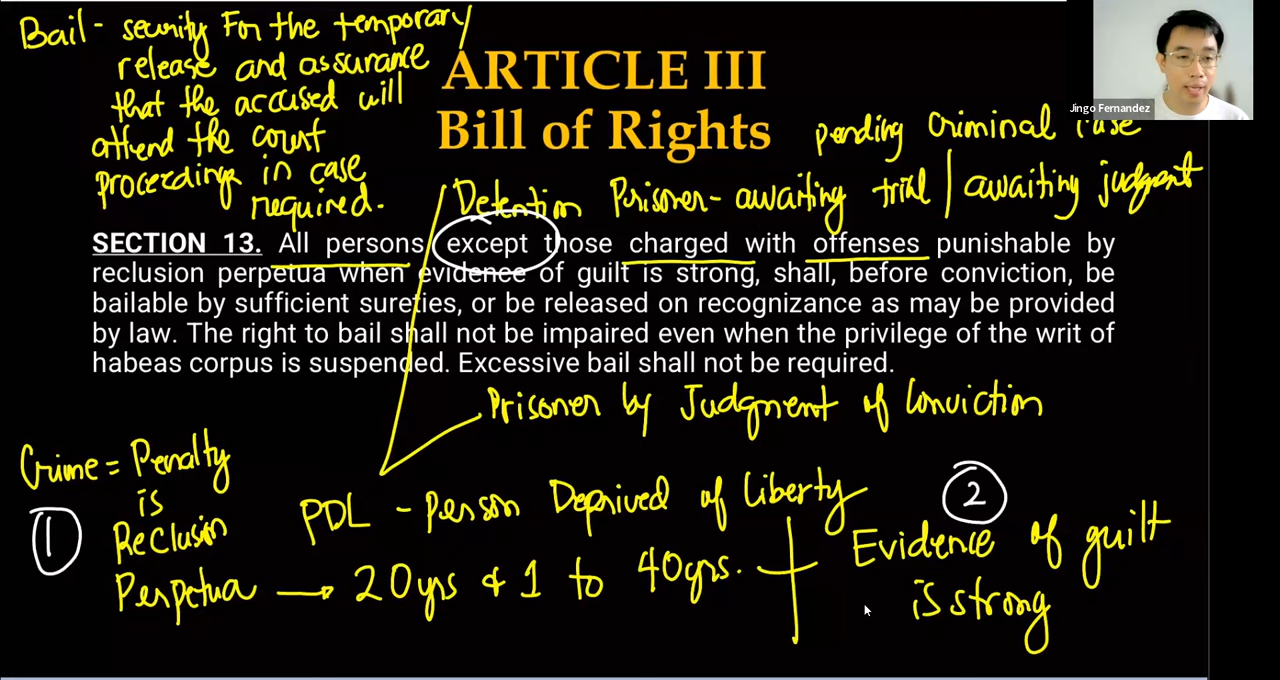 Bail - security For the temporary
release and assurance
that the accused will
attend the court
proceedings in case
required.
ARTICLE III
Bill of Rights
Jingo Fernandez
pending Criminal case
Detention Prisoner - awaiting trial / awaiting judgment
SECTION 13. All persons except those charged with offenses punishable by
reclusion perpetua when evidence of guilt is strong, shall, before conviction, be
bailable by sufficient sureties, or be released on recognizance as may be provided
by law. The right to bail shall not be impaired even when the privilege of the writ of
habeas corpus is suspended. Excessive bail shall not be required.
Prisoner by Judgment of Conviction
PDL - Person Deprived of Liberty
1
Crime = Penalty
is
Reclusion
Perpetua → 20yrs & 1 to 40yrs. +
2
Evidence of guilt
is strong